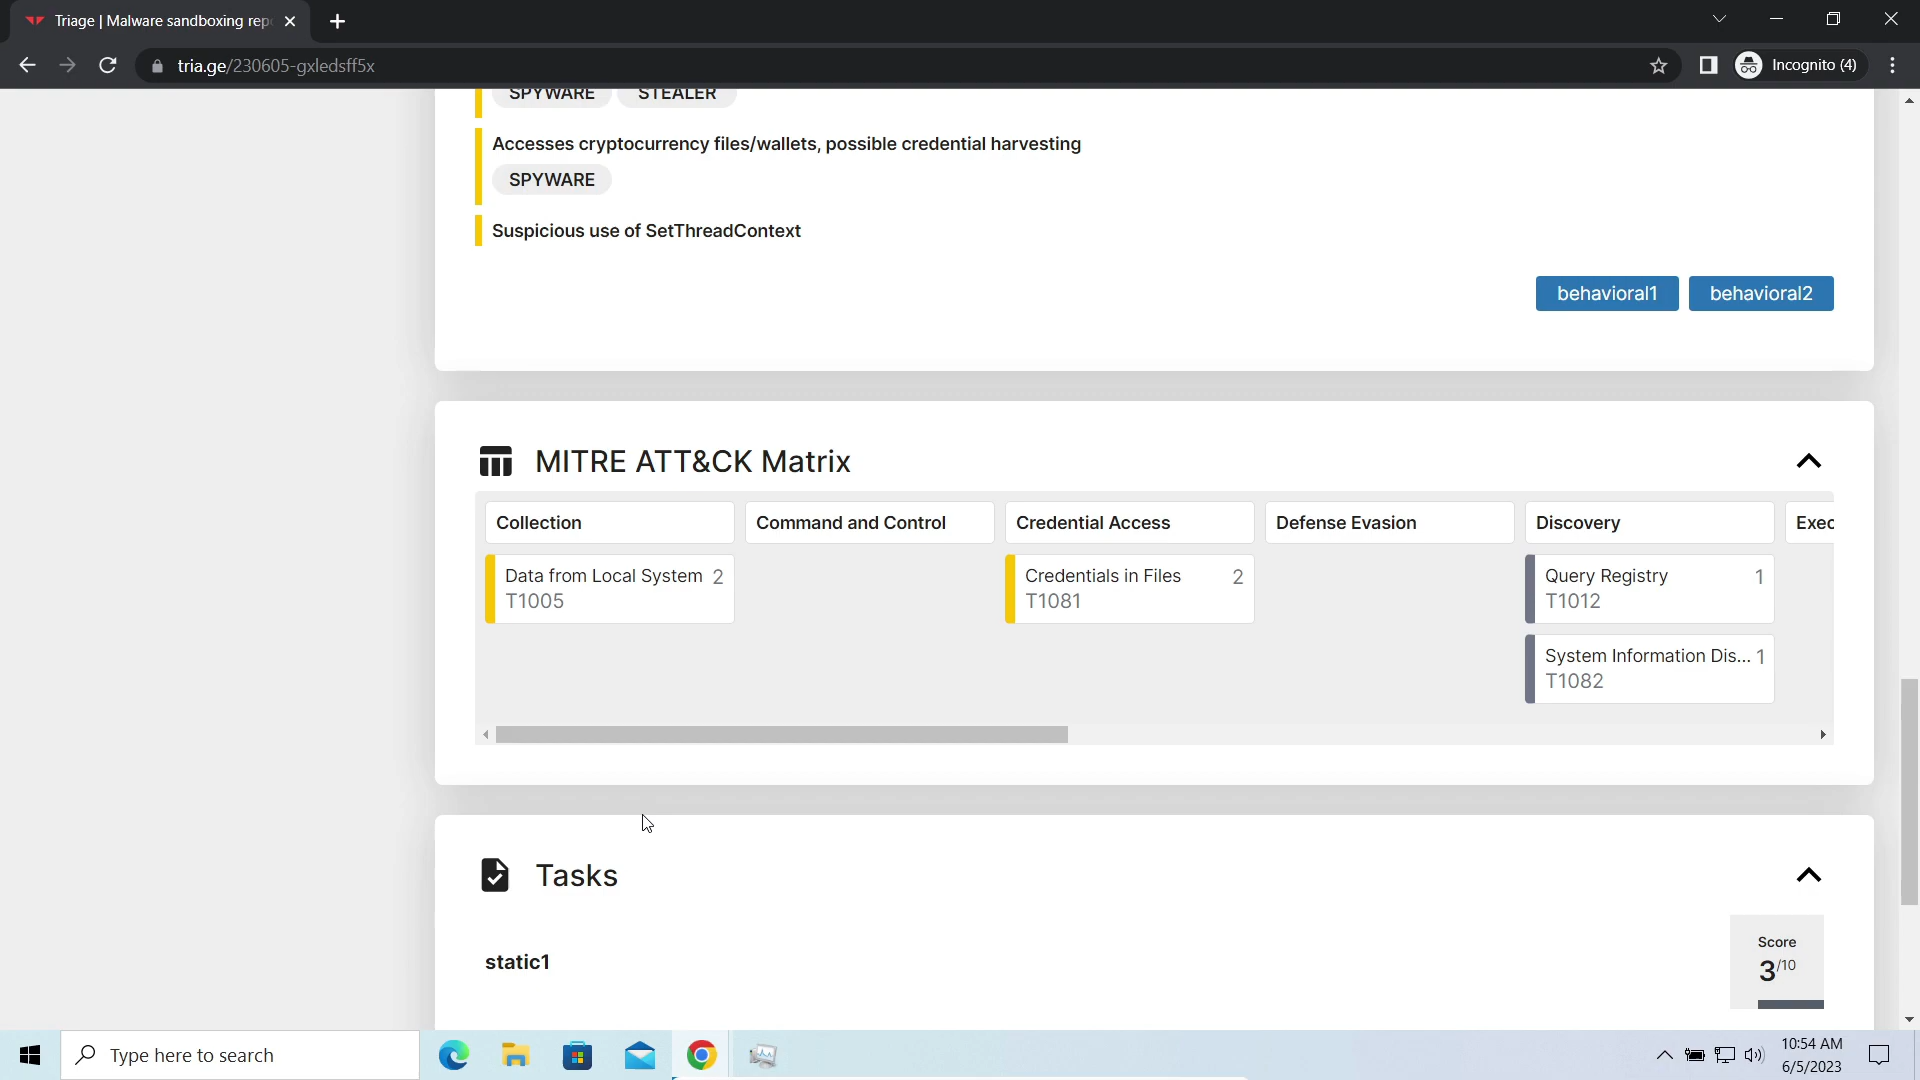 Triage | Malware sandboxing rep
tria.ge/230605-gxledsff5x
Incognito (4)
SPYWARE STEALER
Accesses cryptocurrency files/wallets, possible credential harvesting
SPYWARE
Suspicious use of SetThreadContext
behavioral1 behavioral2
MITRE ATT&CK Matrix
Collection Command and Control Credential Access Defense Evasion Discovery Exec
Data from Local System 2 Credentials in Files 2 Query Registry 1
T1005 T1081 T1012
System Information Dis... 1
T1082
Tasks
Score
static1
3/10
Type here to search
10:54 AM
6/5/2023